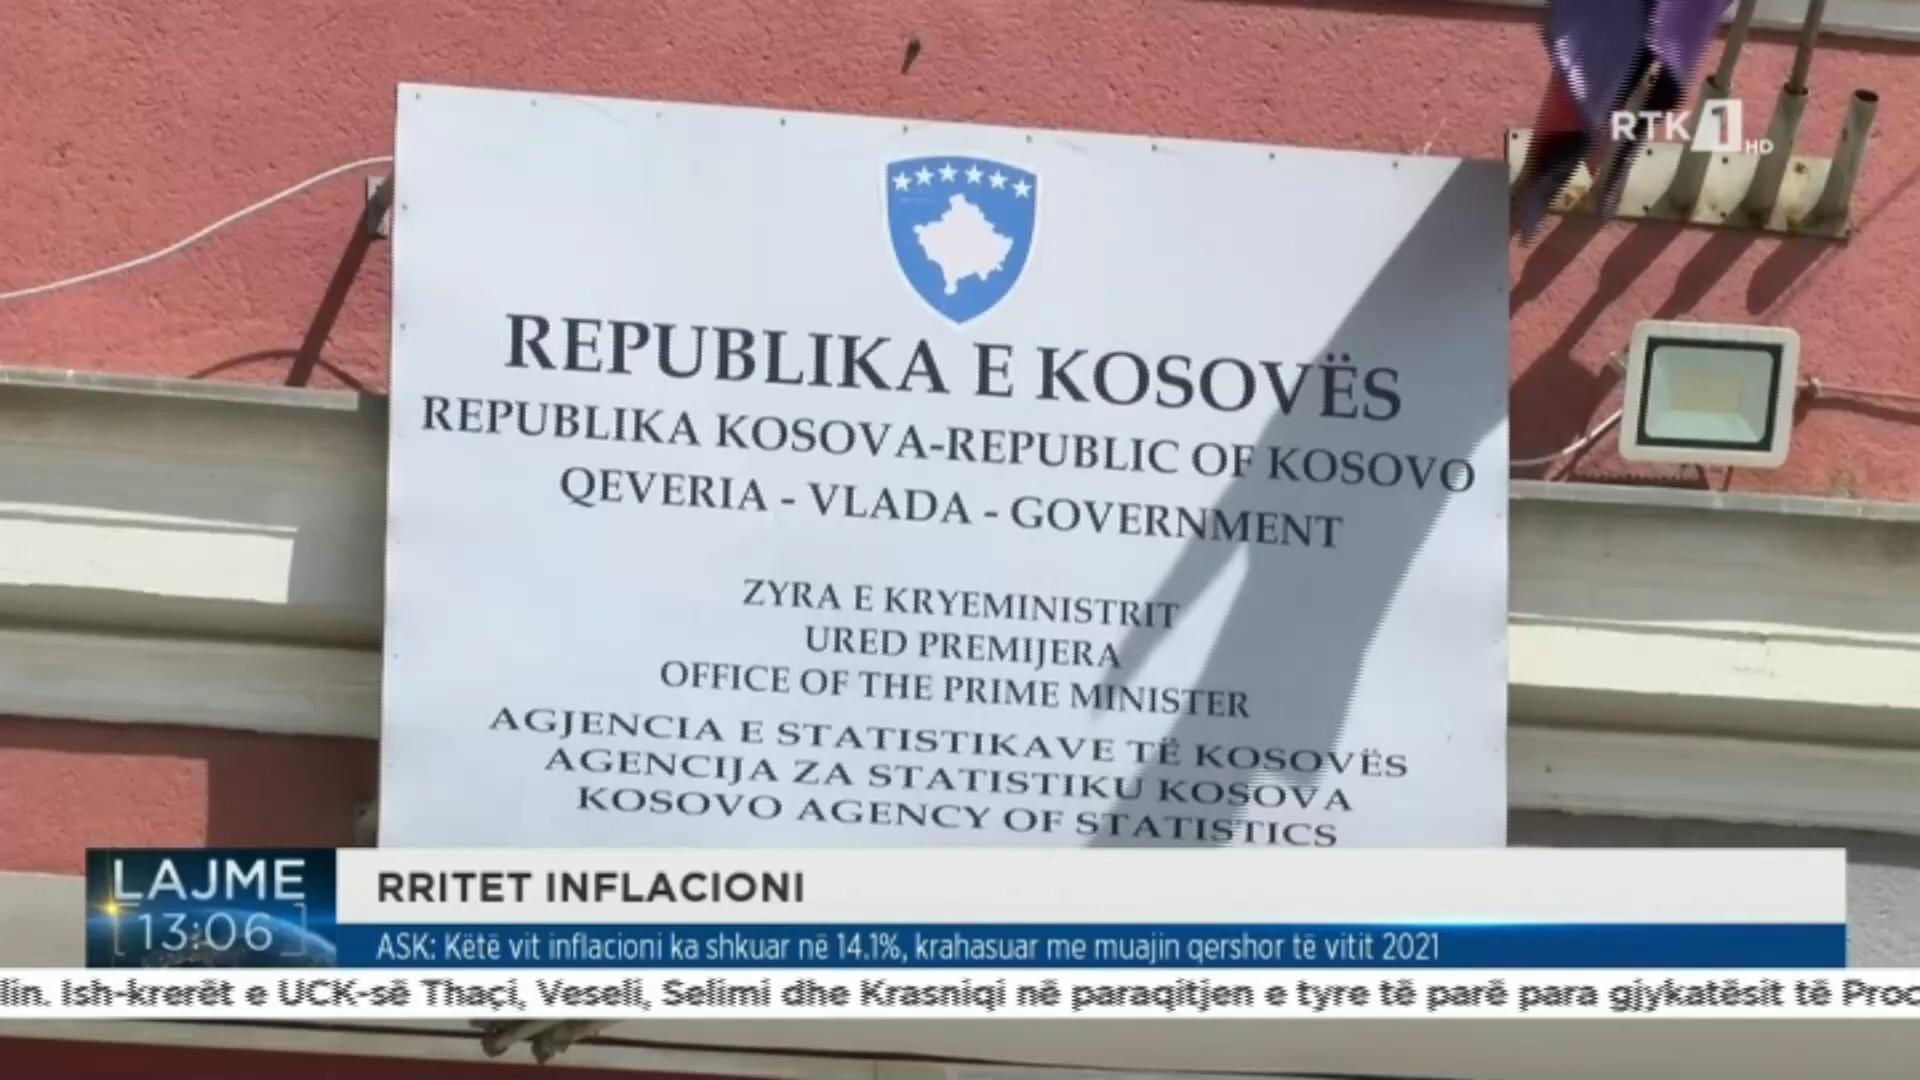 RTK 1 HD
REPUBLIKA E KOSOVËS
REPUBLIKA KOSOVA-REPUBLIC OF KOSOVO
QEVERIA - VLADA - GOVERNMENT
ZYRA E KRYEMINISTRIT
URED PREMIJERA
OFFICE OF THE PRIME MINISTER
AGJENCIA E STATISTIKAVE TË KOSOVËS
AGENCIJA ZA STATISTIKU KOSOVA
KOSOVO AGENCY OF STATISTICS
LAJME
13:06
RRITET INFLACIONI
ASK: Këtë vit inflacioni ka shkuar në 14.1%, krahasuar me muajin qershor të vitit 2021
lin. Ish-krerët e UCK-së Thaçi, Veseli, Selimi dhe Krasniqi në paraqitjen e tyre të parë para gjykatësit të Proc